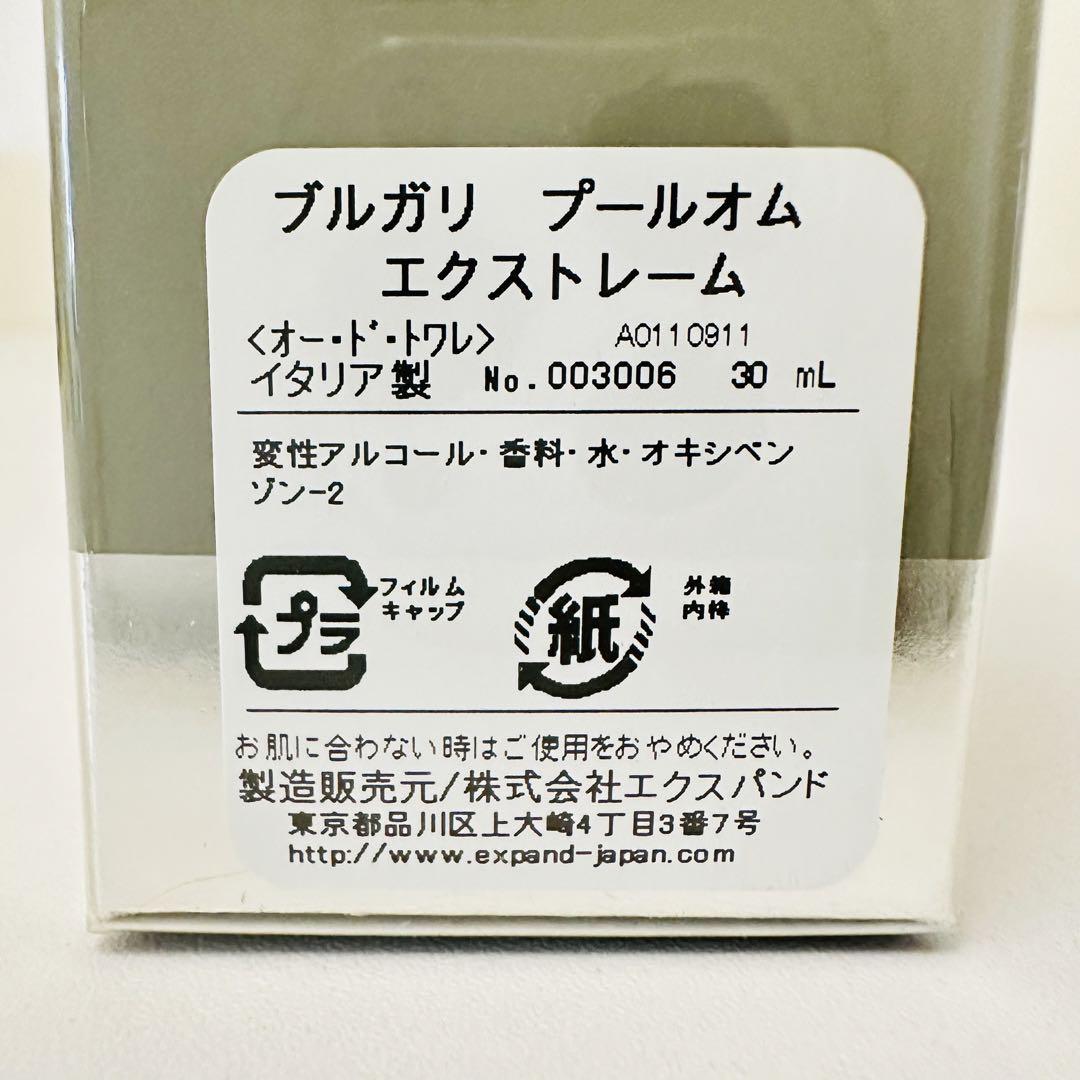 ブルガリ プールオム
エクストレーム
<オー・ド・トワレ> A0110911
イタリア製 No.003006 30 mL
変性アルコール・香料・水・オキシベン
ゾン-2
プラ フィルム
キャップ
紙 外箱
内枠
お肌に合わない時はご使用をおやめください。
製造販売元/株式会社エクスパンド
東京都品川区上大崎4丁目3番7号
http://www.expand-japan.com